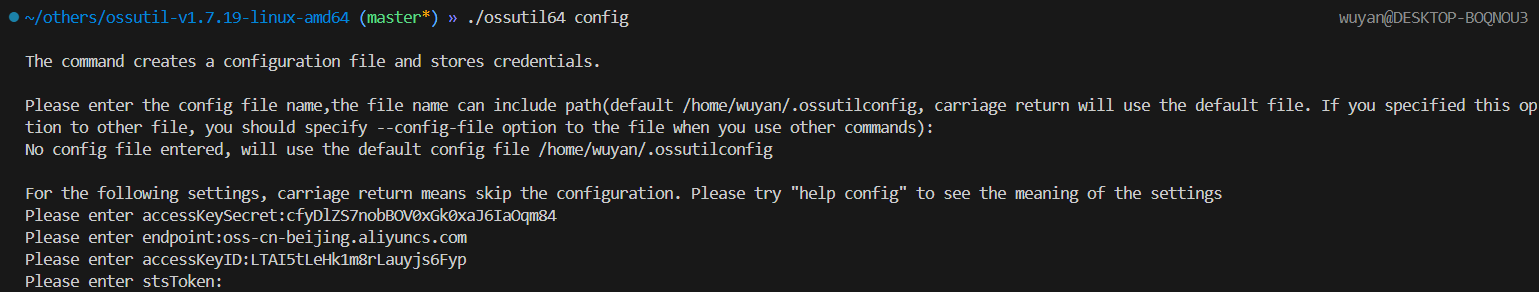 ~/others/ossutil-v1.7.19-linux-amd64 (master*) » ./ossutil64 config wuyan@DESKTOP-BOQNOU3
The command creates a configuration file and stores credentials.
Please enter the config file name,the file name can include path(default /home/wuyan/.ossutilconfig, carriage return will use the default file. If you specified this op
tion to other file, you should specify --config-file option to the file when you use other commands):
No config file entered, will use the default config file /home/wuyan/.ossutilconfig
For the following settings, carriage return means skip the configuration. Please try "help config" to see the meaning of the settings
Please enter accessKeySecret:cfyDlZS7nobBOV0xGk0xaJ6IaOqm84
Please enter endpoint:oss-cn-beijing.aliyuncs.com
Please enter accessKeyID:LTAI5tLeHk1m8rLauyjs6Fyp
Please enter stsToken: